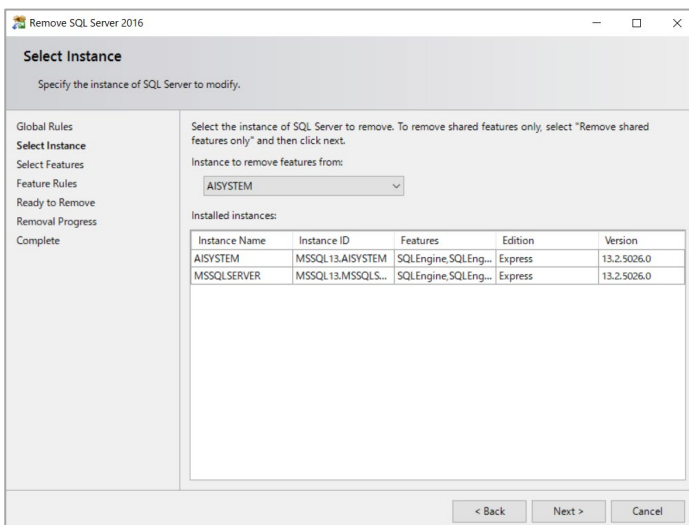 Remove SQL Server 2016
Select Instance
Specify the instance of SQL Server to modify.
Global Rules
Select Instance
Select Features
Feature Rules
Ready to Remove
Removal Progress
Complete
Select the instance of SQL Server to remove. To remove shared features only, select "Remove shared
features only" and then click next.
Instance to remove features from:
AISYSTEM
Installed instances:
Instance Name Instance ID Features Edition Version
AISYSTEM MSSQL13.AISYSTEM SQLEngine,SQLEng... Express 13.2.5026.0
MSSQLSERVER MSSQL13.MSSQLS... SQLEngine,SQLEng... Express 13.2.5026.0
< Back Next > Cancel